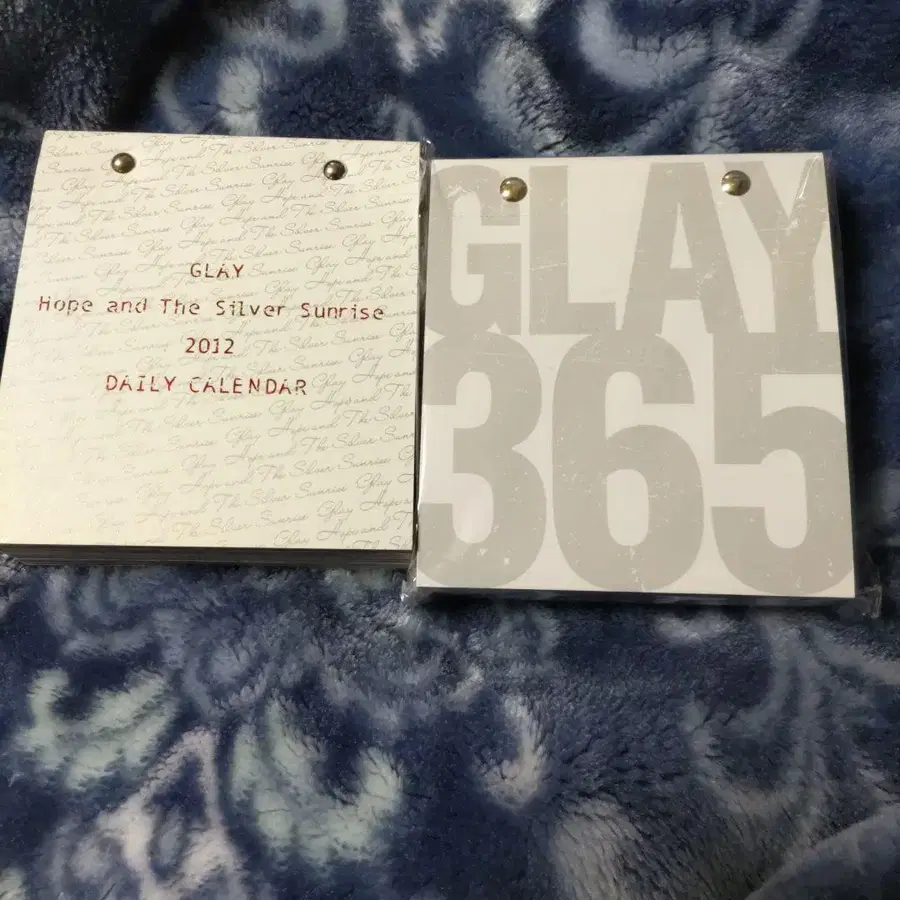 GLAY
Hope and The Silver Sunrise
2012
DAILY CALENDAR
GLAY
365